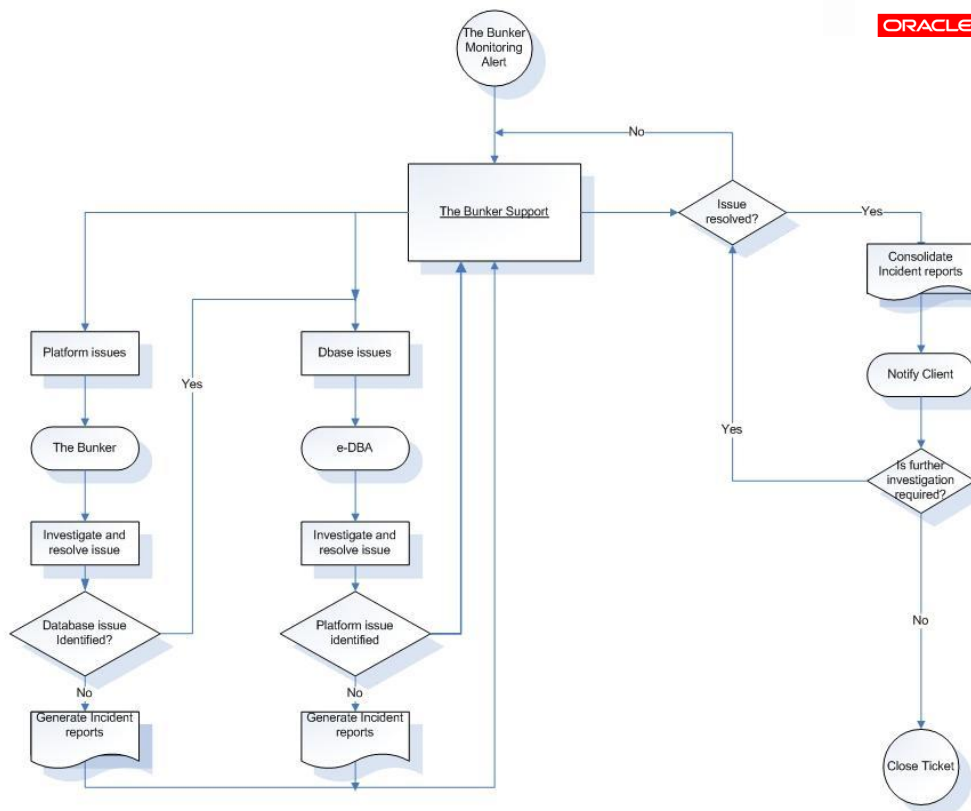 ORACLE
The Bunker
Monitoring
Alert
No
The Bunker Support
Issue
resolved?
Yes
Consolidate
Incident reports
Platform issues
Dbase issues
Yes
Notify Client
The Bunker
e-DBA
Yes
Is further
investigation
required?
Investigate and
resolve issue
Investigate and
resolve issue
Database issue
Identified?
Platform issue
identified
No
No
No
Generate Incident
reports
Generate Incident
reports
Close Ticket